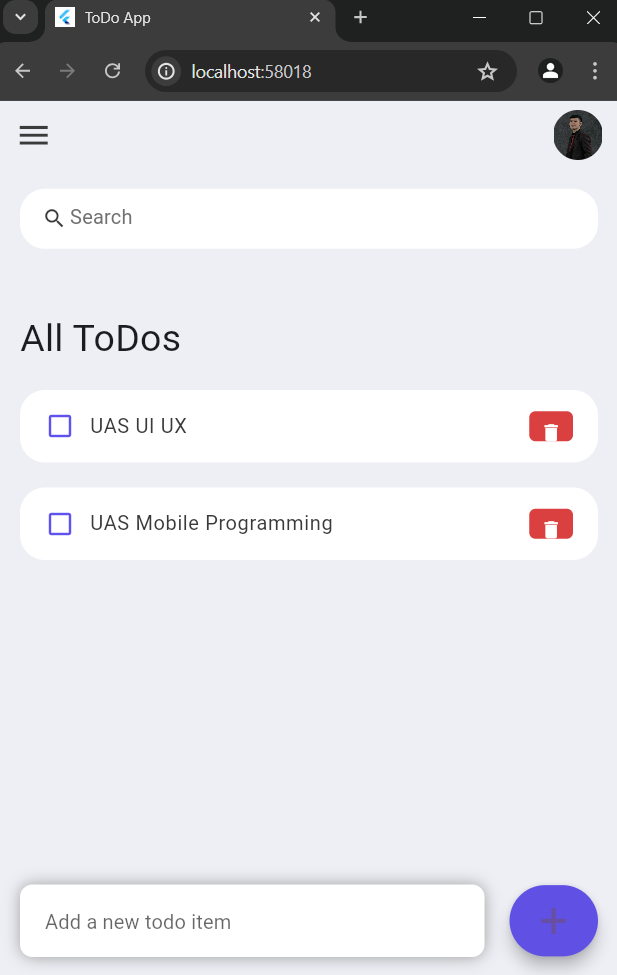 ToDo App
localhost:58018
Search
All ToDos
UAS UI UX
UAS Mobile Programming
Add a new todo item